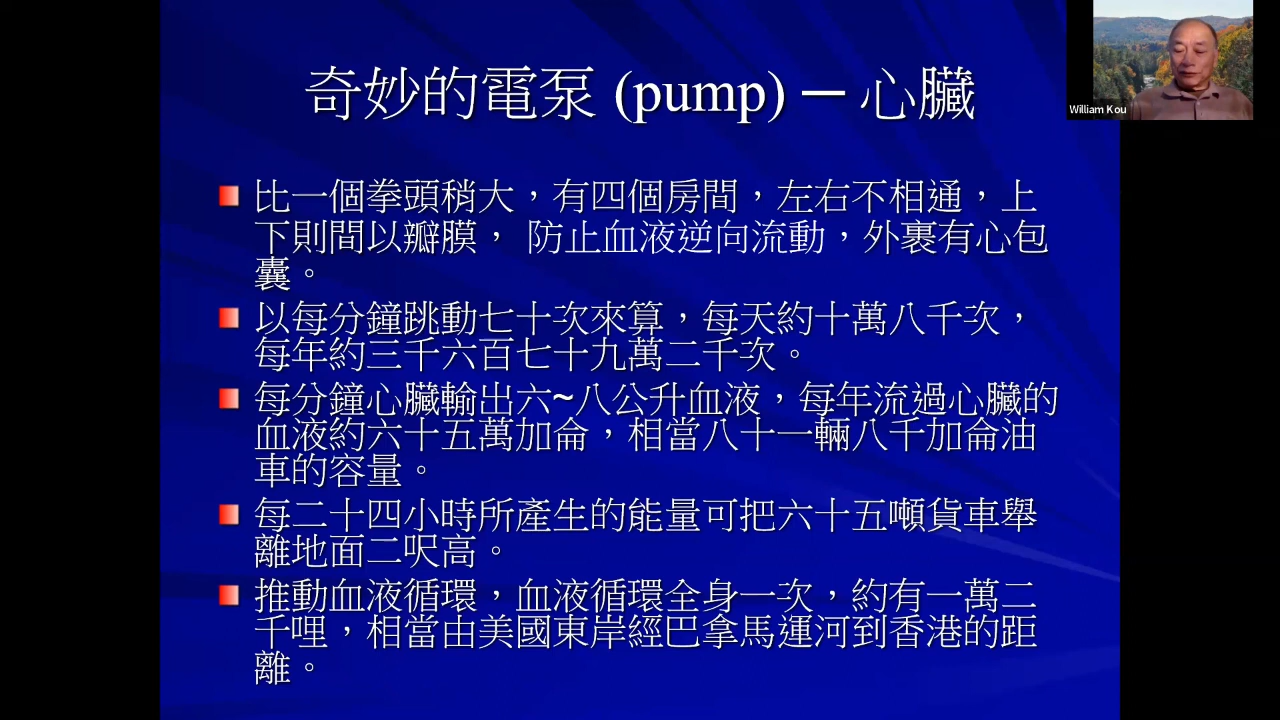 奇妙的電泵 (pump) ─ 心臟
William Kou
比一個拳頭稍大，有四個房間，左右不相通，上
下則間以瓣膜， 防止血液逆向流動，外裹有心包
囊。
以每分鐘跳動七十次來算，每天約十萬八千次，
每年約三千六百七十九萬二千次。
每分鐘心臟輸出六~八公升血液，每年流過心臟的
血液約六十五萬加侖，相當八十一輛八千加侖油
車的容量。
每二十四小時所產生的能量可把六十五噸貨車舉
離地面二呎高。
推動血液循環，血液循環全身一次，約有一萬二
千哩，相當由美國東岸經巴拿馬運河到香港的距
離。